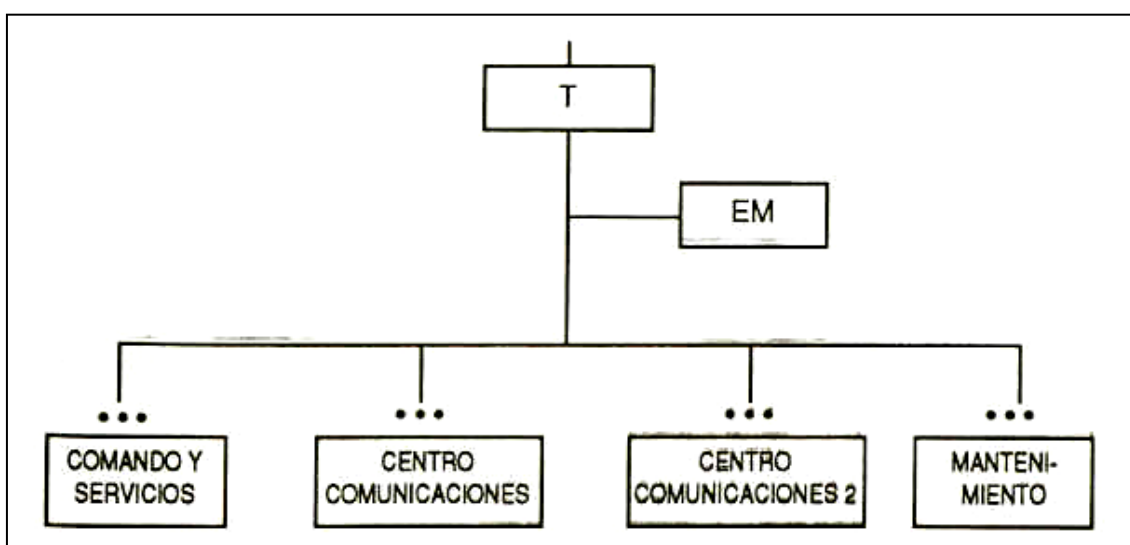 T
EM
•••
COMANDO Y
SERVICIOS
•••
CENTRO
COMUNICACIONES
•••
CENTRO
COMUNICACIONES 2
•••
MANTENI-
MIENTO